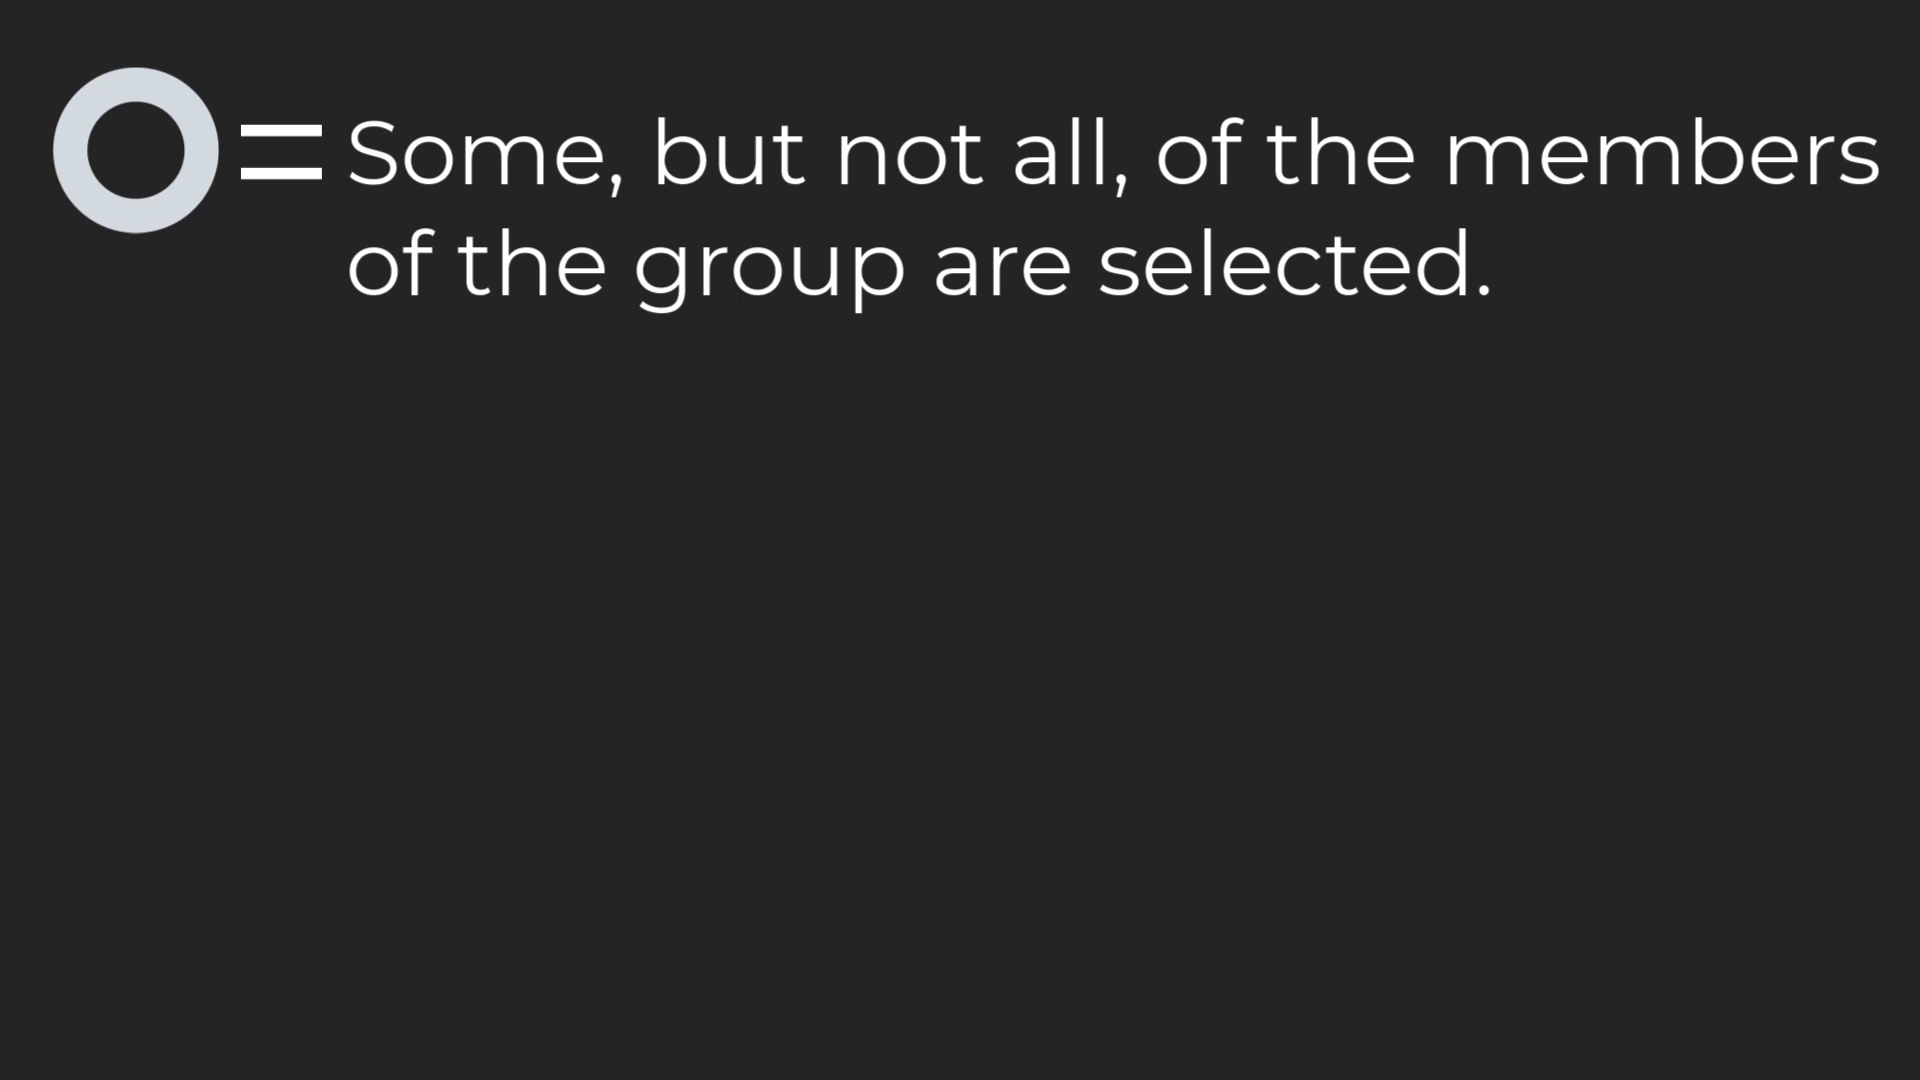 = Some, but not all, of the members
of the group are selected.